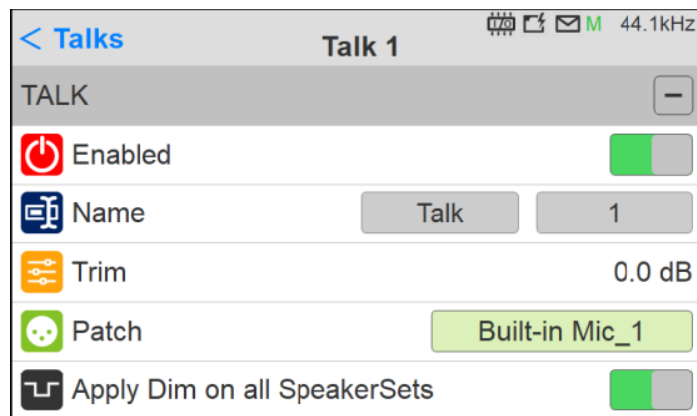 < Talks
Talk 1
M 44.1kHz
TALK
Enabled
Name Talk 1
Trim 0.0 dB
Patch Built-in Mic_1
Apply Dim on all SpeakerSets